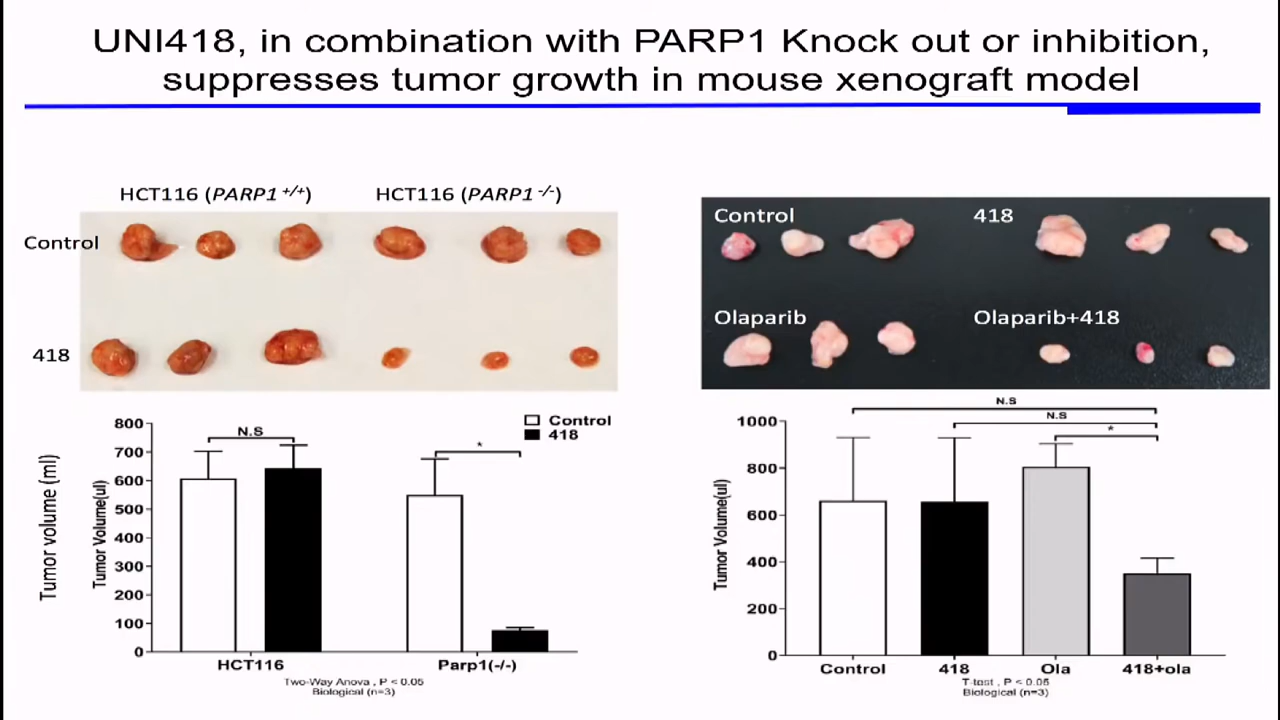 UNI418, in combination with PARP1 Knock out or inhibition,
suppresses tumor growth in mouse xenograft model
HCT116 (PARP1 +/+)
HCT116 (PARP1 -/-)
Control
418
Control
418
Olaparib
Olaparib+418
Tumor volume (ml)
Tumor Volume(ul)
800
700
600
500
400
300
200
100
0
N.S
*
Control
418
HCT116
Parp1(-/-)
Two-Way Anova , P < 0.05
Biological (n=3)
Tumor Volume(ul)
1000
800
600
400
200
0
N.S
N.S
*
Control
418
Ola
418+ola
T-test , P < 0.05
Biological (n=3)